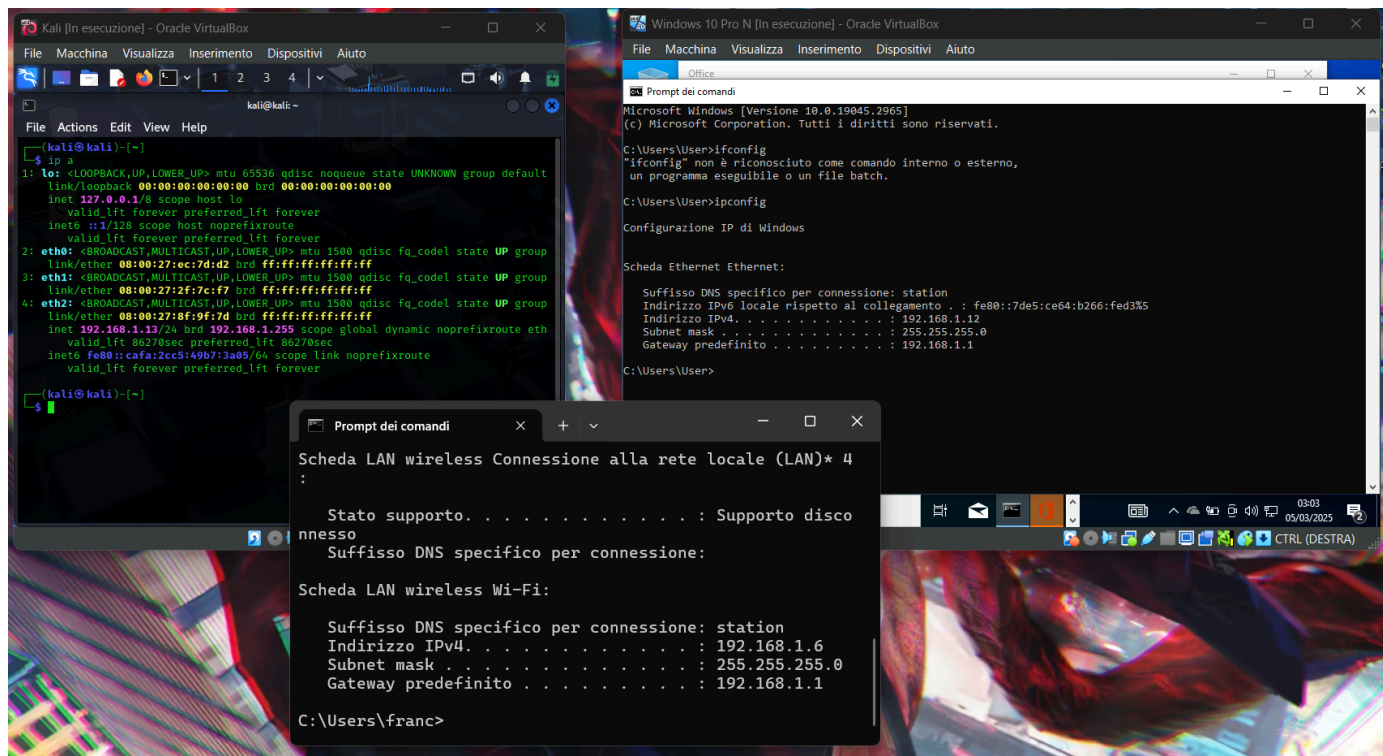 Kali [In esecuzione] - Oracle VirtualBox
File Macchina Visualizza Inserimento Dispositivi Aiuto
1 2 3 4
kali@kali: ~
File Actions Edit View Help
(kali㉿kali)-[~]
$ ip a
1: lo: <LOOPBACK,UP,LOWER_UP> mtu 65536 qdisc noqueue state UNKNOWN group default
link/loopback 00:00:00:00:00:00 brd 00:00:00:00:00:00
inet 127.0.0.1/8 scope host lo
valid_lft forever preferred_lft forever
inet6 ::1/128 scope host noprefixroute
valid_lft forever preferred_lft forever
2: eth0: <BROADCAST,MULTICAST,UP,LOWER_UP> mtu 1500 qdisc fq_codel state UP group
link/ether 08:00:27:ec:7d:d2 brd ff:ff:ff:ff:ff:ff
3: eth1: <BROADCAST,MULTICAST,UP,LOWER_UP> mtu 1500 qdisc fq_codel state UP group
link/ether 08:00:27:2f:7c:f7 brd ff:ff:ff:ff:ff:ff
4: eth2: <BROADCAST,MULTICAST,UP,LOWER_UP> mtu 1500 qdisc fq_codel state UP group
link/ether 08:00:27:8f:9f:7d brd ff:ff:ff:ff:ff:ff
inet 192.168.1.13/24 brd 192.168.1.255 scope global dynamic noprefixroute eth
valid_lft 86270sec preferred_lft 86270sec
inet6 fe80::cafa:2cc5:49b7:3a05/64 scope link noprefixroute
valid_lft forever preferred_lft forever
(kali㉿kali)-[~]
$
Windows 10 Pro N [In esecuzione] - Oracle VirtualBox
File Macchina Visualizza Inserimento Dispositivi Aiuto
Office
Prompt dei comandi
Microsoft Windows [Versione 10.0.19045.2965]
(c) Microsoft Corporation. Tutti i diritti sono riservati.
C:\Users\User>ifconfig
"ifconfig" non è riconosciuto come comando interno o esterno,
un programma eseguibile o un file batch.
C:\Users\User>ipconfig
Configurazione IP di Windows
Scheda Ethernet Ethernet:
Suffisso DNS specifico per connessione: station
Indirizzo IPv6 locale rispetto al collegamento . : fe80::7de5:ce64:b266:fed3%5
Indirizzo IPv4. . . . . . . . . . . . : 192.168.1.12
Subnet mask . . . . . . . . . . . . . : 255.255.255.0
Gateway predefinito . . . . . . . . . : 192.168.1.1
C:\Users\User>
03:03
05/03/2025
2
CTRL (DESTRA)
Prompt dei comandi
Scheda LAN wireless Connessione alla rete locale (LAN)* 4
:
Stato supporto. . . . . . . . . . . . : Supporto disco
nnesso
Suffisso DNS specifico per connessione:
Scheda LAN wireless Wi-Fi:
Suffisso DNS specifico per connessione: station
Indirizzo IPv4. . . . . . . . . . . . : 192.168.1.6
Subnet mask . . . . . . . . . . . . . : 255.255.255.0
Gateway predefinito . . . . . . . . . : 192.168.1.1
C:\Users\franc>